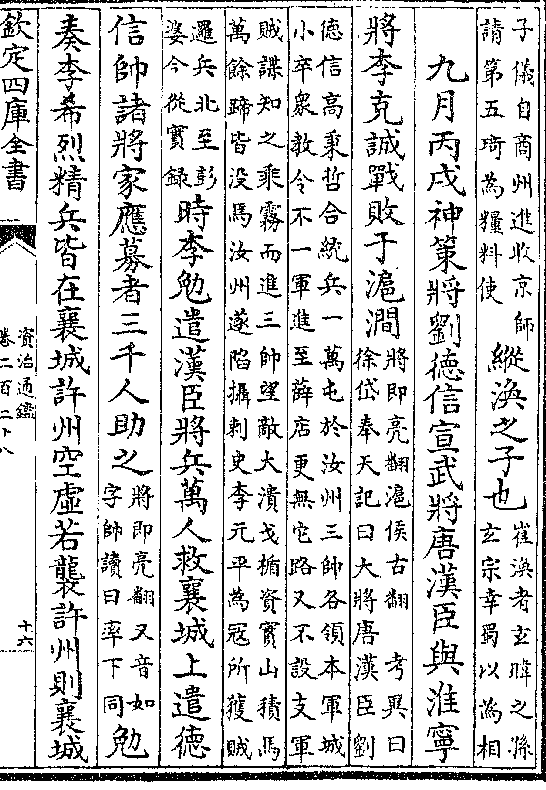 子儀自商州進收京師
請第五琦為糧料使
縱渙之子也
崔渙者玄暐之孫
玄宗幸蜀以為相
九月丙戌神策將劉德信宣武將唐漢臣與淮寧
將李克誠戰敗于滬澗
將即亮翻滬侯古翻　考異曰
徐岱奉天記曰大將唐漢臣劉
德信高秉哲合統兵一萬屯於汝州三帥各領本軍城
小卒衆教令不一軍進至薛店更無它路又不設支軍
賊諜知之乘霧而進三帥望敵大潰戈楯資實山積馬
萬餘蹄皆没焉汝州遂陷攝刺史李元平為寇所獲賊
邏兵北至彭
婆今從實録
時李勉遣漢臣將兵萬人救襄城上遣德
信帥諸將家應募者三千人助之
將即亮翻又音如
字帥讀曰率下同
勉
奏李希烈精兵皆在襄城許州空虛若襲許州則襄城
欽定四庫全書
資治通鑑
卷二百二十八
十六